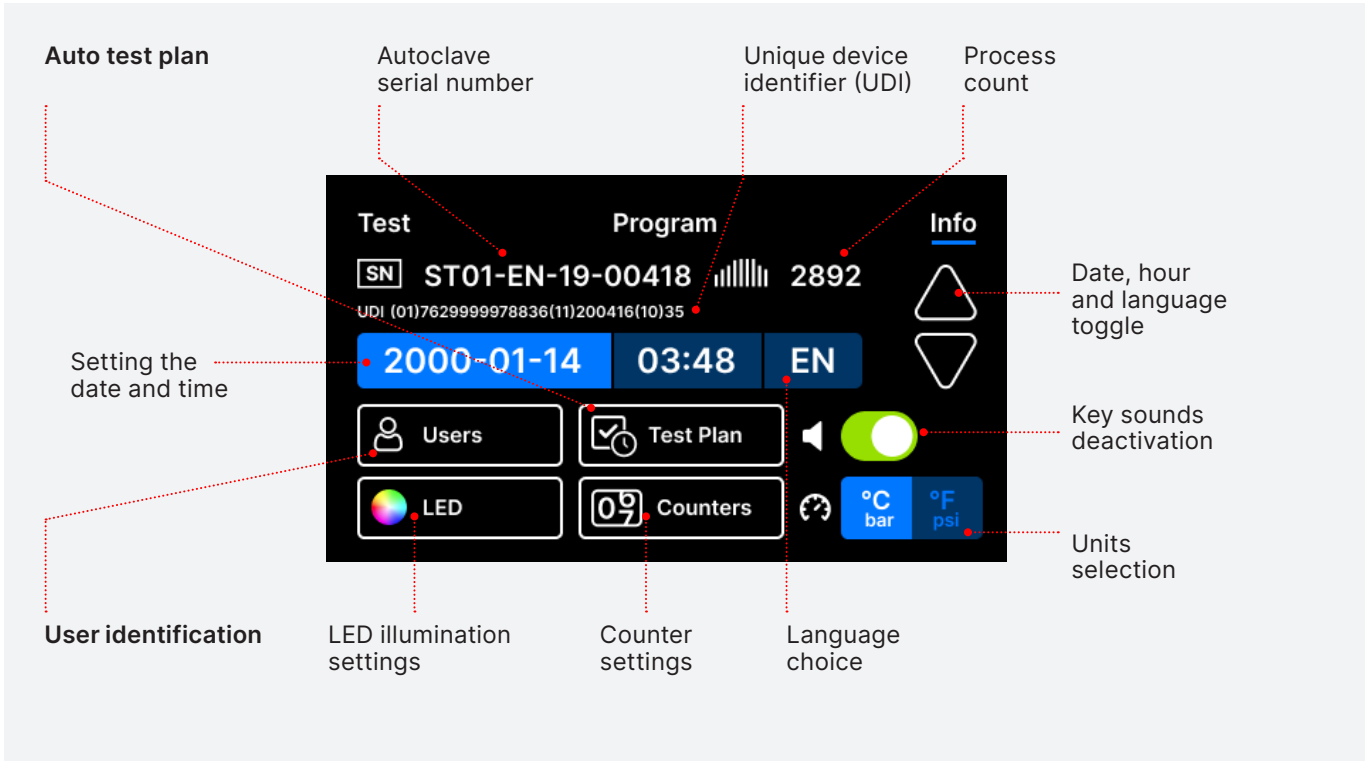 Auto test plan
Autoclave
serial number
Unique device
identifier (UDI)
Process
count
Test
Program
Info
SN
ST01-EN-19-00418
2892
UDI (01)7629999978836(11)200416(10)35
Date, hour
and language
toggle
Setting the
date and time
2000-01-14
03:48
EN
Users
Test Plan
Key sounds
deactivation
LED
09
7
Counters
°C
bar
°F
psi
Units
selection
User identification
LED illumination
settings
Counter
settings
Language
choice